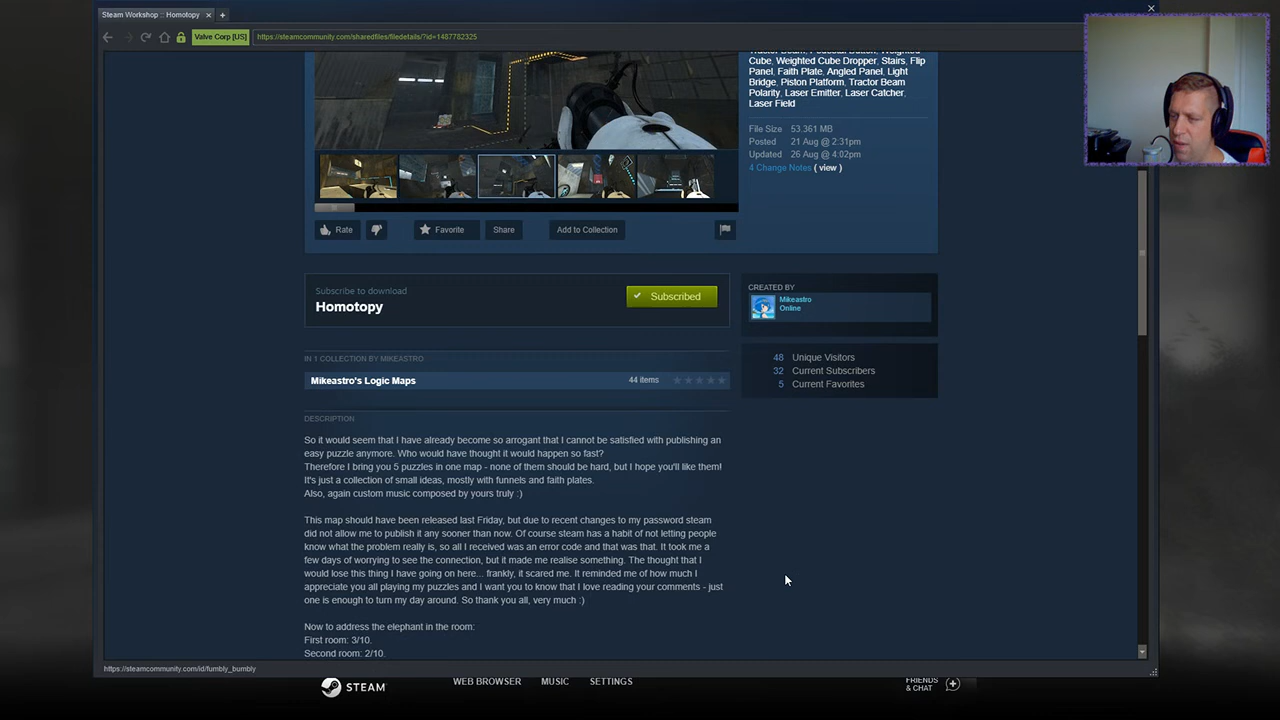 Steam Workshop :: Homotopy
Valve Corp [US]
https://steamcommunity.com/sharedfiles/filedetails/?id=1487782325
Tractor Beam, Pedestal Button, Weighted
Cube, Weighted Cube Dropper, Stairs, Flip
Panel, Faith Plate, Angled Panel, Light
Bridge, Piston Platform, Tractor Beam
Polarity, Laser Emitter, Laser Catcher,
Laser Field
File Size 53.361 MB
Posted 21 Aug @ 2:31pm
Updated 26 Aug @ 4:02pm
4 Change Notes ( view )
Rate
Favorite
Share
Add to Collection
Subscribe to download
Homotopy
Subscribed
CREATED BY
Mikeastro
Online
48 Unique Visitors
32 Current Subscribers
5 Current Favorites
IN 1 COLLECTION BY MIKEASTRO
Mikeastro's Logic Maps 44 items
DESCRIPTION
So it would seem that I have already become so arrogant that I cannot be satisfied with publishing an
easy puzzle anymore. Who would have thought it would happen so fast?
Therefore I bring you 5 puzzles in one map - none of them should be hard, but I hope you'll like them!
It's just a collection of small ideas, mostly with funnels and faith plates.
Also, again custom music composed by yours truly :)
This map should have been released last Friday, but due to recent changes to my password steam
did not allow me to publish it any sooner than now. Of course steam has a habit of not letting people
know what the problem really is, so all I received was an error code and that was that. It took me a
few days of worrying to see the connection, but it made me realise something. The thought that I
would lose this thing I have going on here... frankly, it scared me. It reminded me of how much I
appreciate you all playing my puzzles and I want you to know that I love reading your comments - just
one is enough to turn my day around. So thank you all, very much :)
Now to address the elephant in the room:
First room: 3/10.
Second room: 2/10.
https://steamcommunity.com/id/fumbly_bumbly
STEAM
WEB BROWSER
MUSIC
SETTINGS
FRIENDS
& CHAT